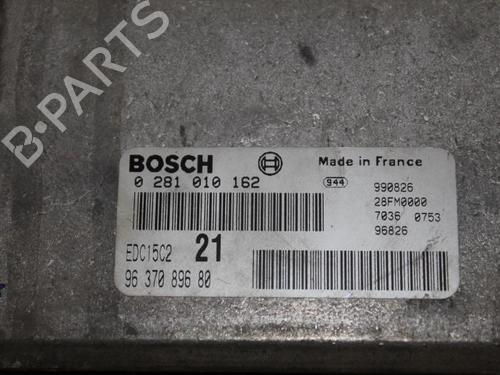 B-PARTS
BOSCH Made in France
0 281 010 162 944 990826
28FM0000
7036 0753
96826
EDC15C2 21
96 370 896 80